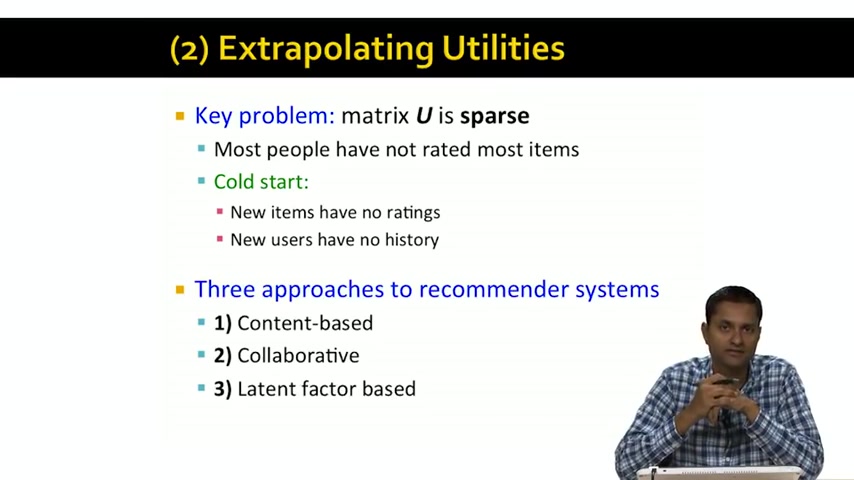 (2) Extrapolating Utilities
Key problem: matrix U is sparse
Most people have not rated most items
Cold start:
New items have no ratings
New users have no history
Three approaches to recommender systems
1) Content-based
2) Collaborative
3) Latent factor based